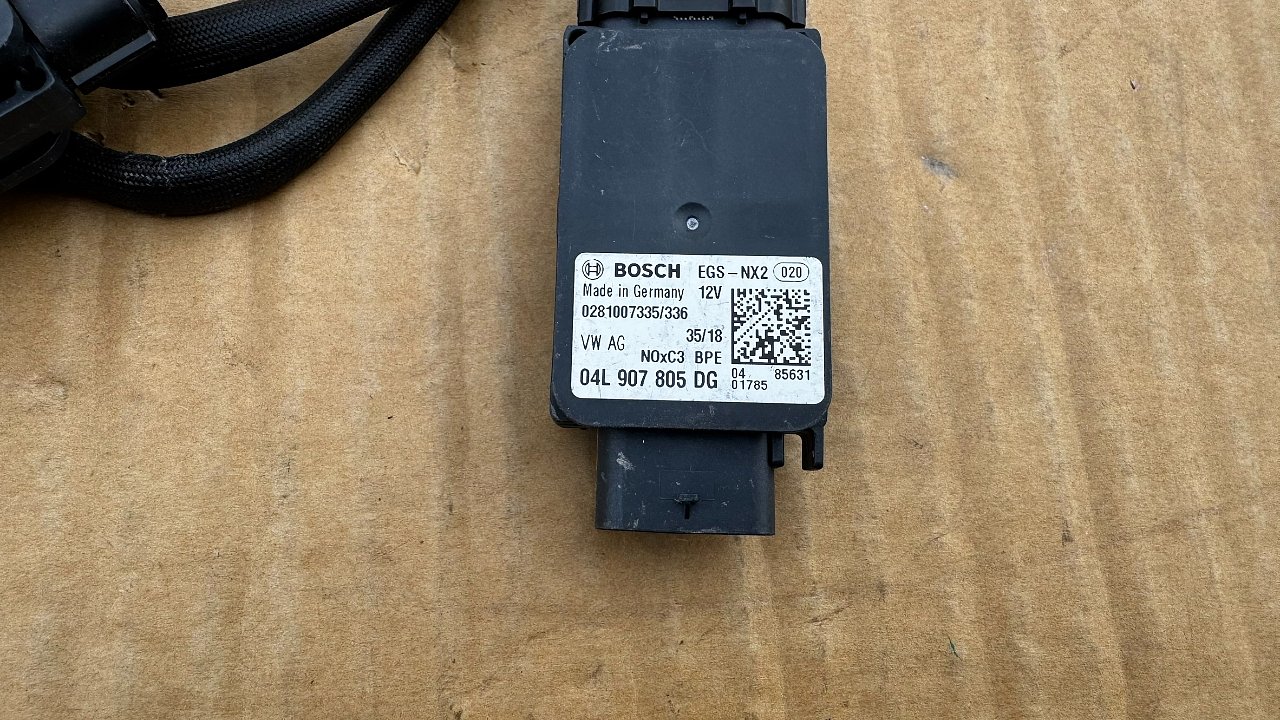 BOSCH EGS-NX2 020
Made in Germany 12V
0281007335/336
VW AG 35/18
NOxC3 BPE
04L 907 805 DG
04 85631
01785